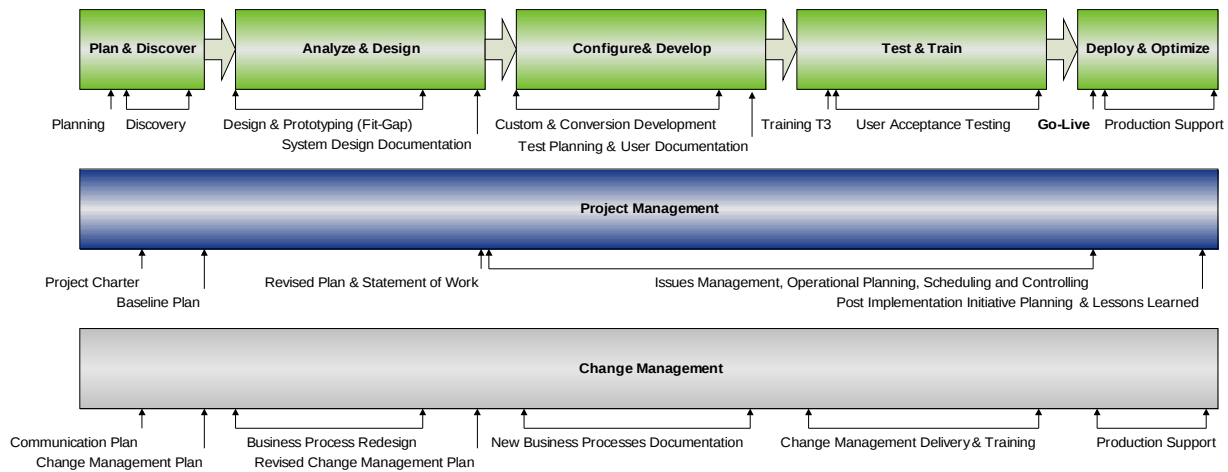 Plan & Discover
Analyze & Design
Configure& Develop
Test & Train
Deploy & Optimize
Planning
Discovery
Design & Prototyping (Fit-Gap)
System Design Documentation
Custom & Conversion Development
Test Planning & User Documentation
Training T3
User Acceptance Testing
Go-Live
Production Support
Project Management
Project Charter
Baseline Plan
Revised Plan & Statement of Work
Issues Management, Operational Planning, Scheduling and Controlling
Post Implementation Initiative Planning & Lessons Learned
Change Management
Communication Plan
Change Management Plan
Business Process Redesign
Revised Change Management Plan
New Business Processes Documentation
Change Management Delivery & Training
Production Support